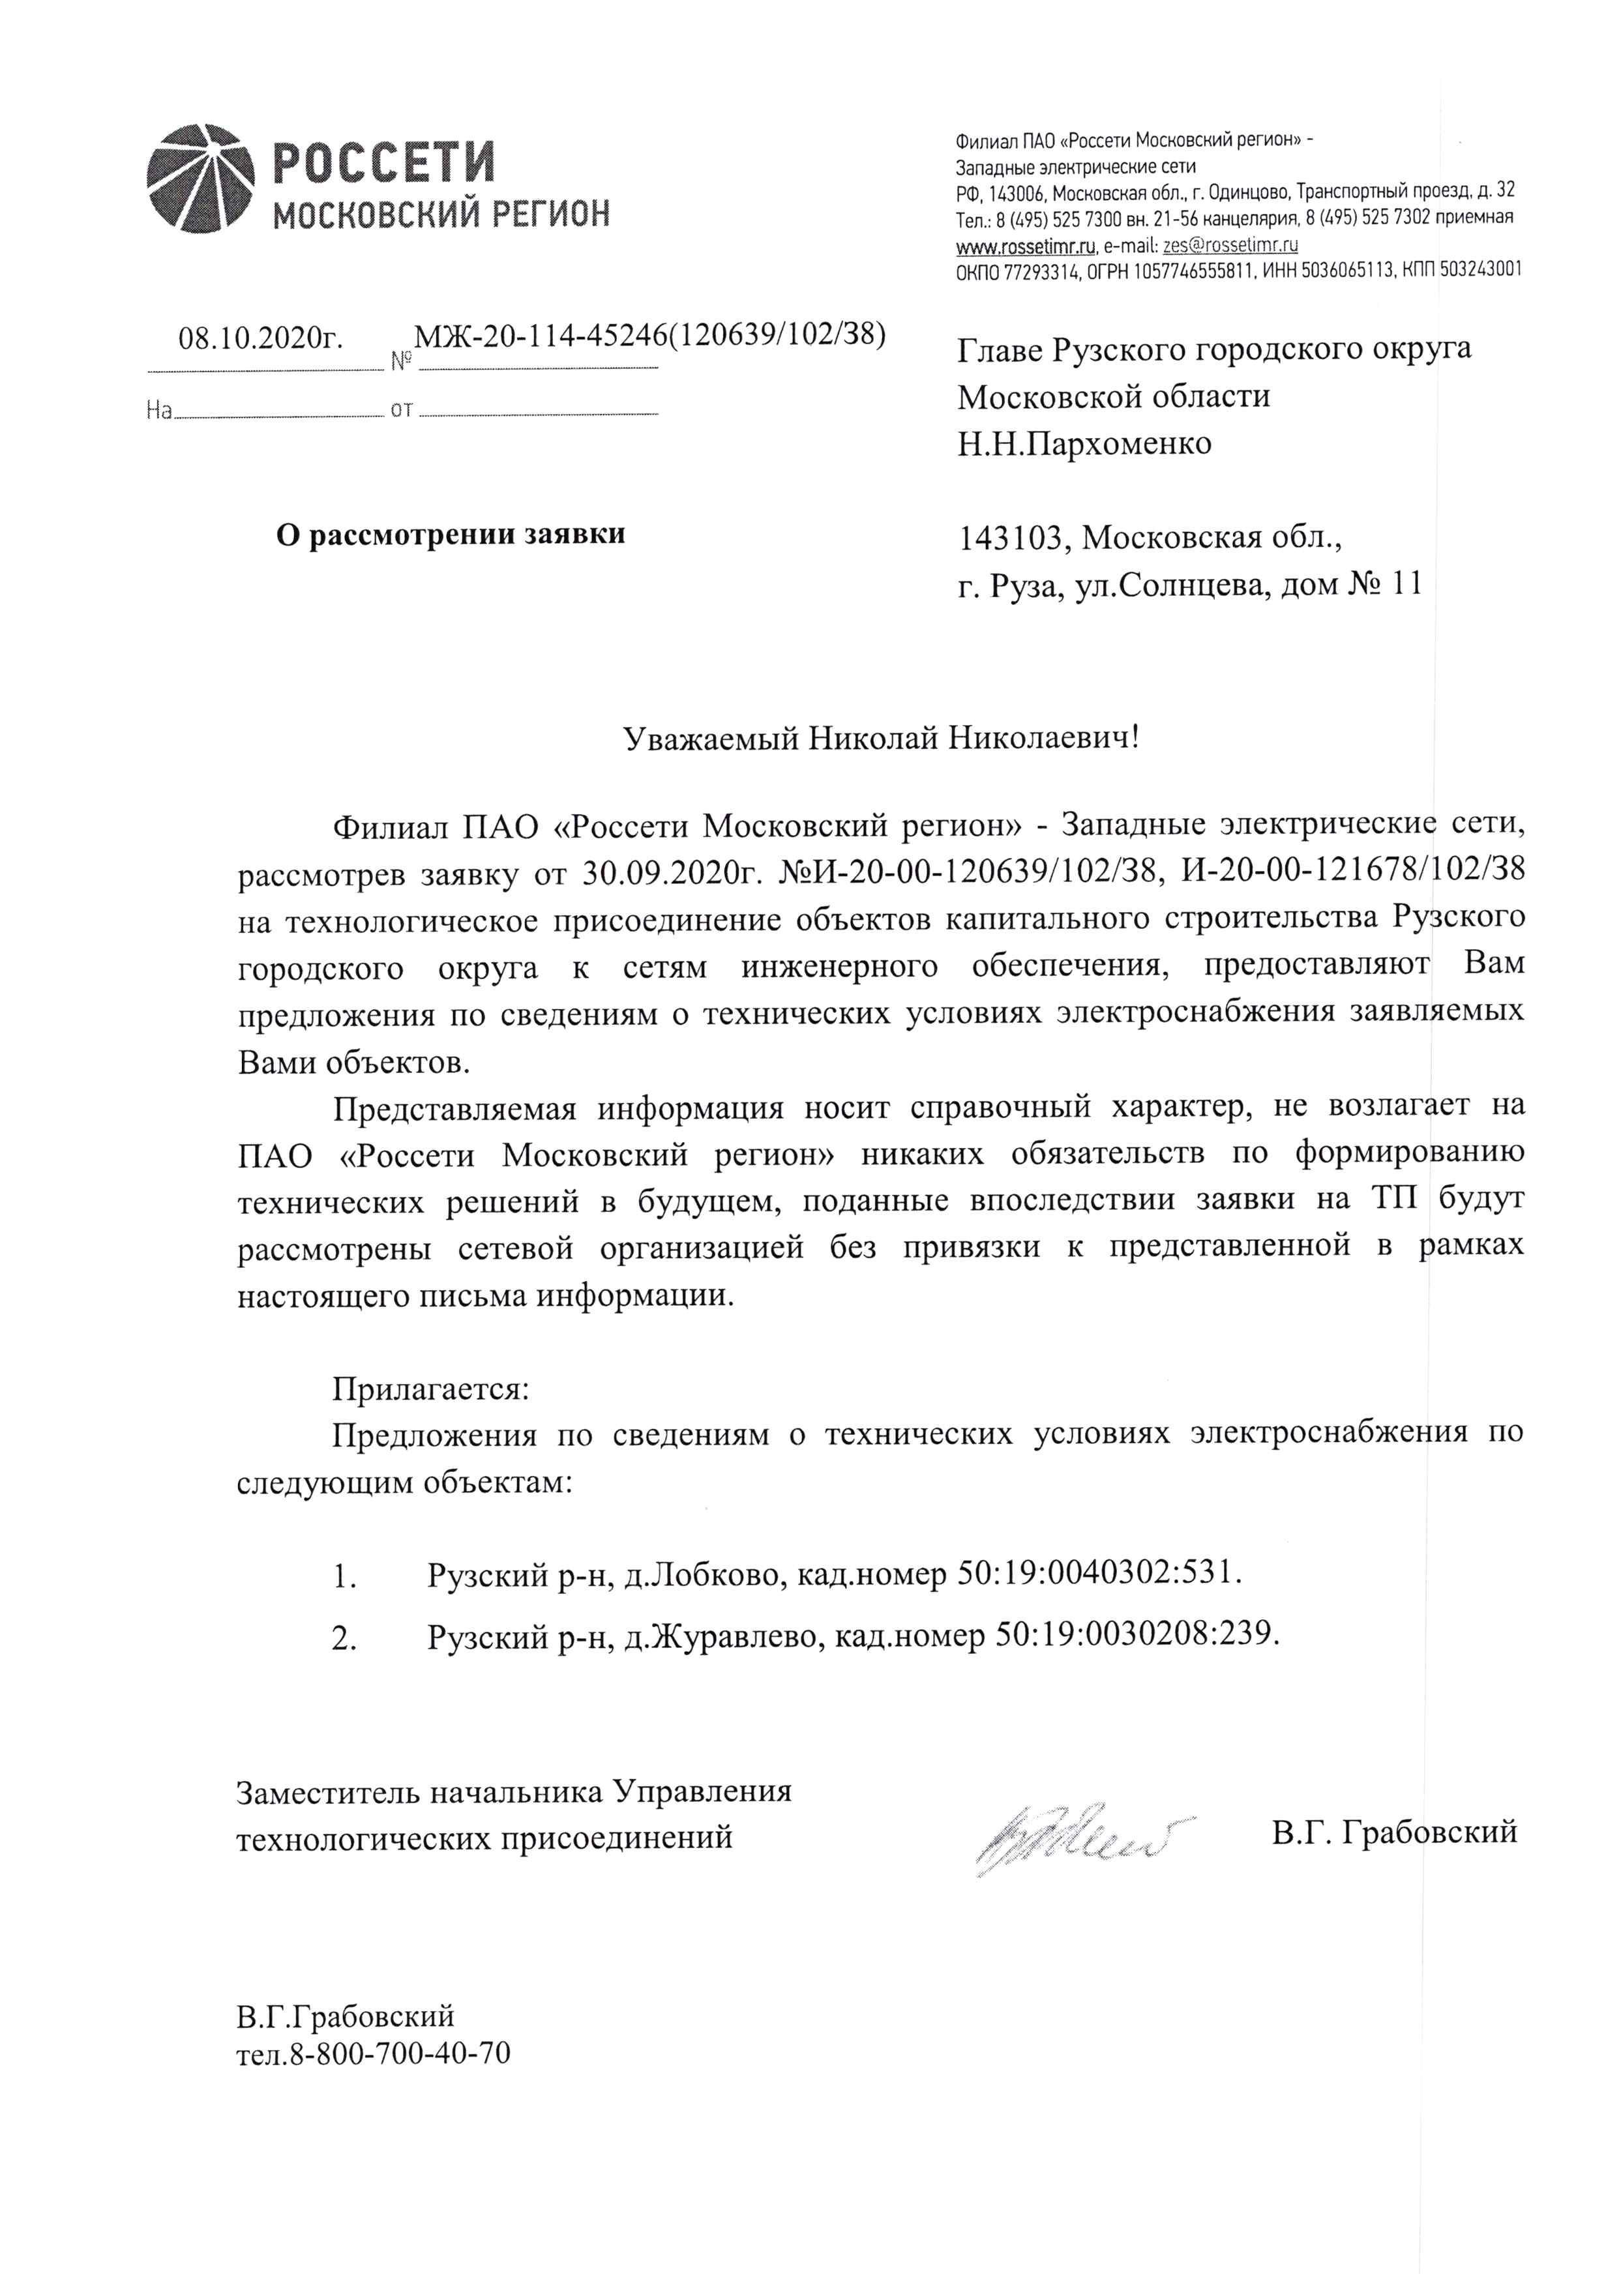 РОССЕТИ
МОСКОВСКИЙ РЕГИОН
Филиал ПАО «Россети Московский регион» -
Западные электрические сети
РФ, 143006, Московская обл., г. Одинцово, Транспортный проезд, д. 32
Тел.: 8 (495) 525 7300 вн. 21-56 канцелярия, 8 (495) 525 7302 приемная
www.rossetimr.ru, e-mail: zes@rossetimr.ru
ОКПО 77293314, ОГРН 1057746555811, ИНН 5036065113, КПП 503243001
08.10.2020г. № МЖ-20-114-45246(120639/102/З8)
На от
Главе Рузского городского округа
Московской области
Н.Н.Пархоменко
О рассмотрении заявки
143103, Московская обл.,
г. Руза, ул.Солнцева, дом № 11
Уважаемый Николай Николаевич!
Филиал ПАО «Россети Московский регион» - Западные электрические сети,
рассмотрев заявку от 30.09.2020г. №И-20-00-120639/102/З8, И-20-00-121678/102/З8
на технологическое присоединение объектов капитального строительства Рузского
городского округа к сетям инженерного обеспечения, предоставляют Вам
предложения по сведениям о технических условиях электроснабжения заявляемых
Вами объектов.
Представляемая информация носит справочный характер, не возлагает на
ПАО «Россети Московский регион» никаких обязательств по формированию
технических решений в будущем, поданные впоследствии заявки на ТП будут
рассмотрены сетевой организацией без привязки к представленной в рамках
настоящего письма информации.
Прилагается:
Предложения по сведениям о технических условиях электроснабжения по
следующим объектам:
1. Рузский р-н, д.Лобково, кад.номер 50:19:0040302:531.
2. Рузский р-н, д.Журавлево, кад.номер 50:19:0030208:239.
Заместитель начальника Управления
технологических присоединений
В.Г. Грабовский
В.Г.Грабовский
тел.8-800-700-40-70